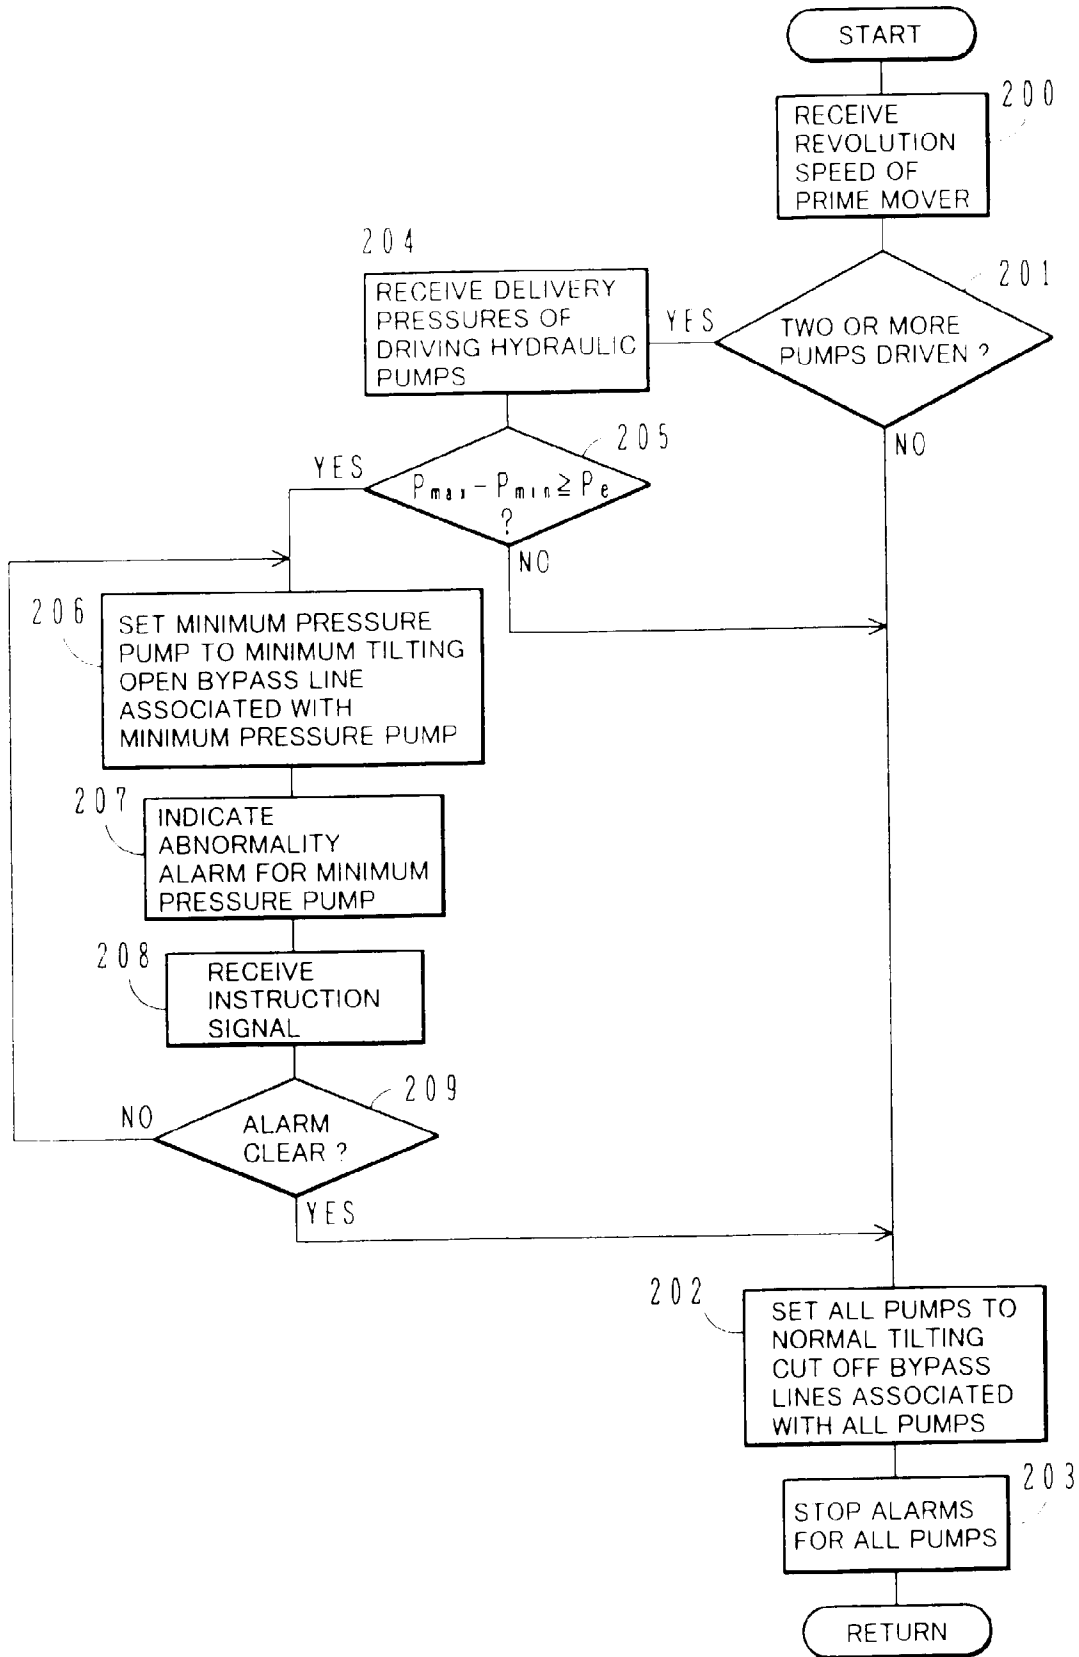 START
200
RECEIVE
REVOLUTION
SPEED OF
PRIME MOVER
201
TWO OR MORE
PUMPS DRIVEN ?
YES
NO
204
RECEIVE DELIVERY
PRESSURES OF
DRIVING HYDRAULIC
PUMPS
205
Pmax-Pmin≧Pe
?
YES
NO
206
SET MINIMUM PRESSURE
PUMP TO MINIMUM TILTING
OPEN BYPASS LINE
ASSOCIATED WITH
MINIMUM PRESSURE PUMP
207
INDICATE
ABNORMALITY
ALARM FOR MINIMUM
PRESSURE PUMP
208
RECEIVE
INSTRUCTION
SIGNAL
209
ALARM
CLEAR ?
NO
YES
202
SET ALL PUMPS TO
NORMAL TILTING
CUT OFF BYPASS
LINES ASSOCIATED
WITH ALL PUMPS
203
STOP ALARMS
FOR ALL PUMPS
RETURN